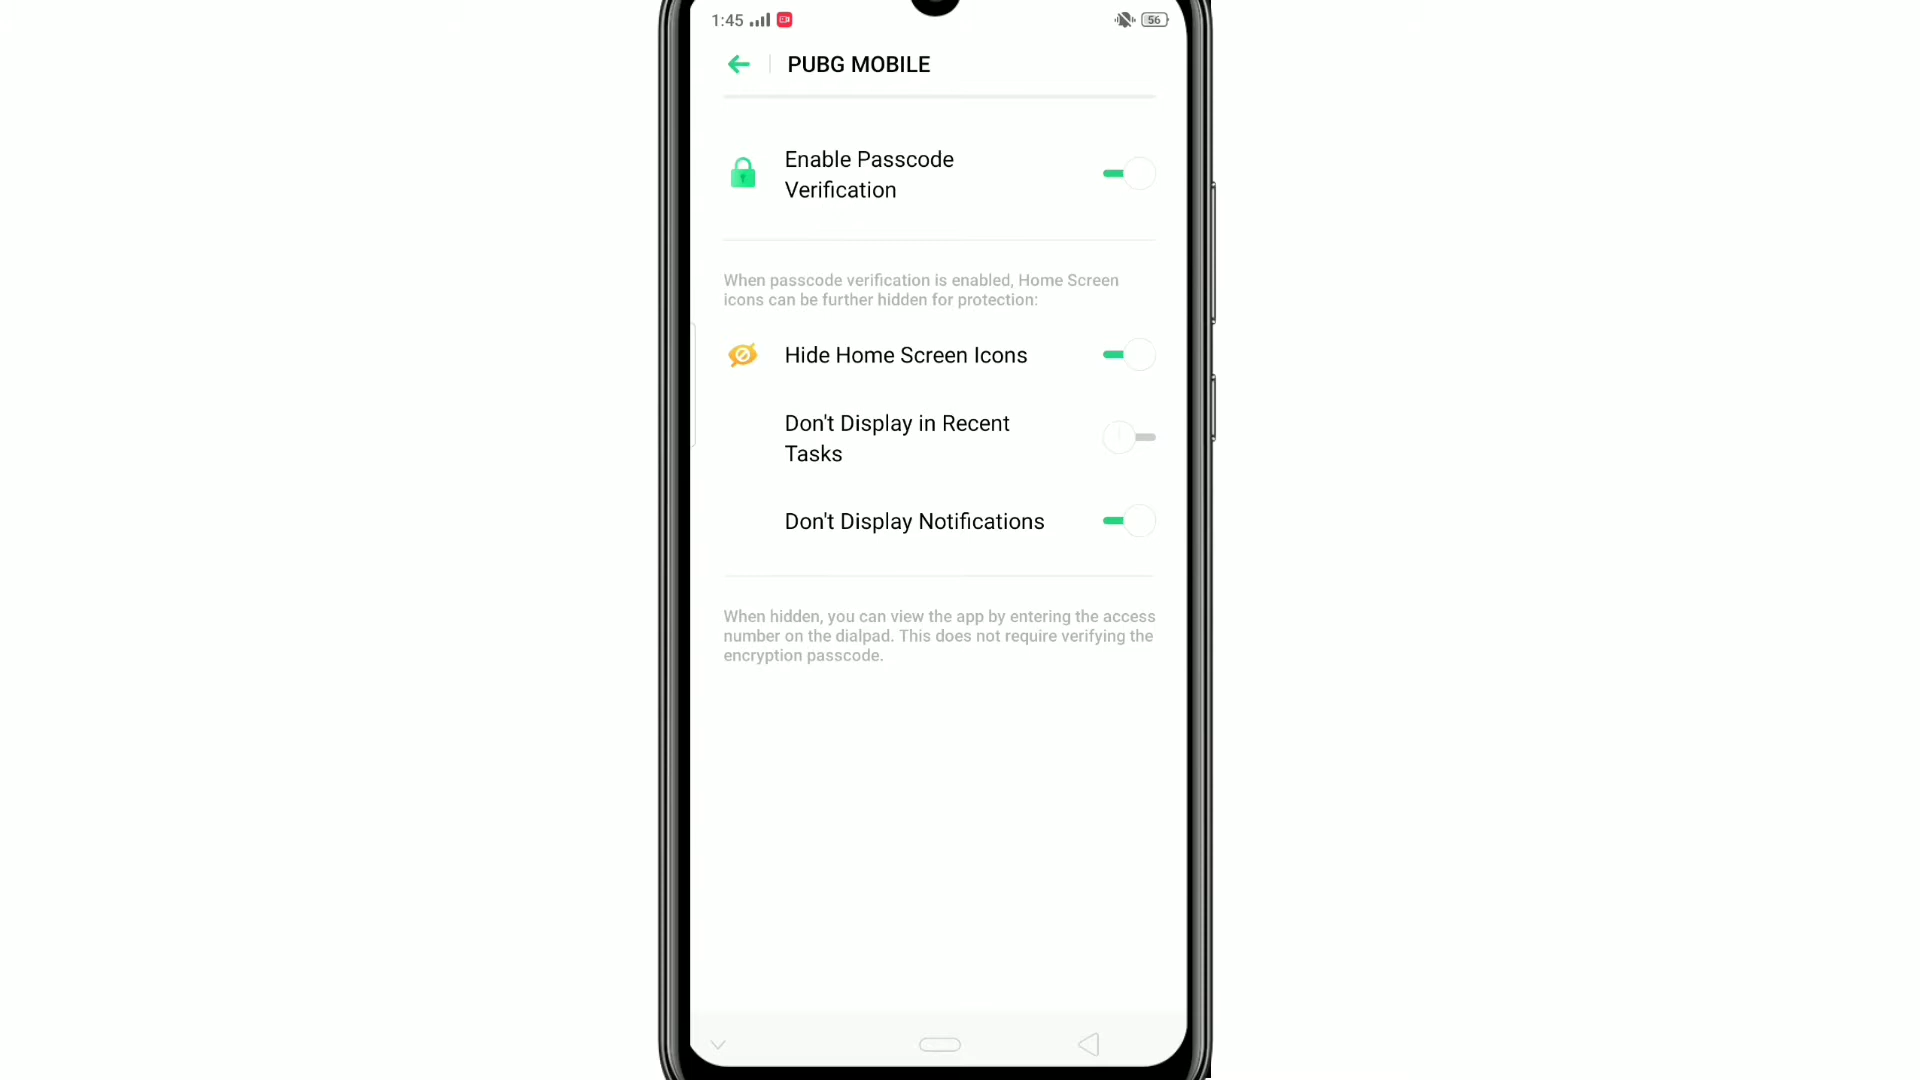 1:45 56
PUBG MOBILE
Enable Passcode
Verification
When passcode verification is enabled, Home Screen
icons can be further hidden for protection:
Hide Home Screen Icons
Don't Display in Recent
Tasks
Don't Display Notifications
When hidden, you can view the app by entering the access
number on the dialpad. This does not require verifying the
encryption passcode.